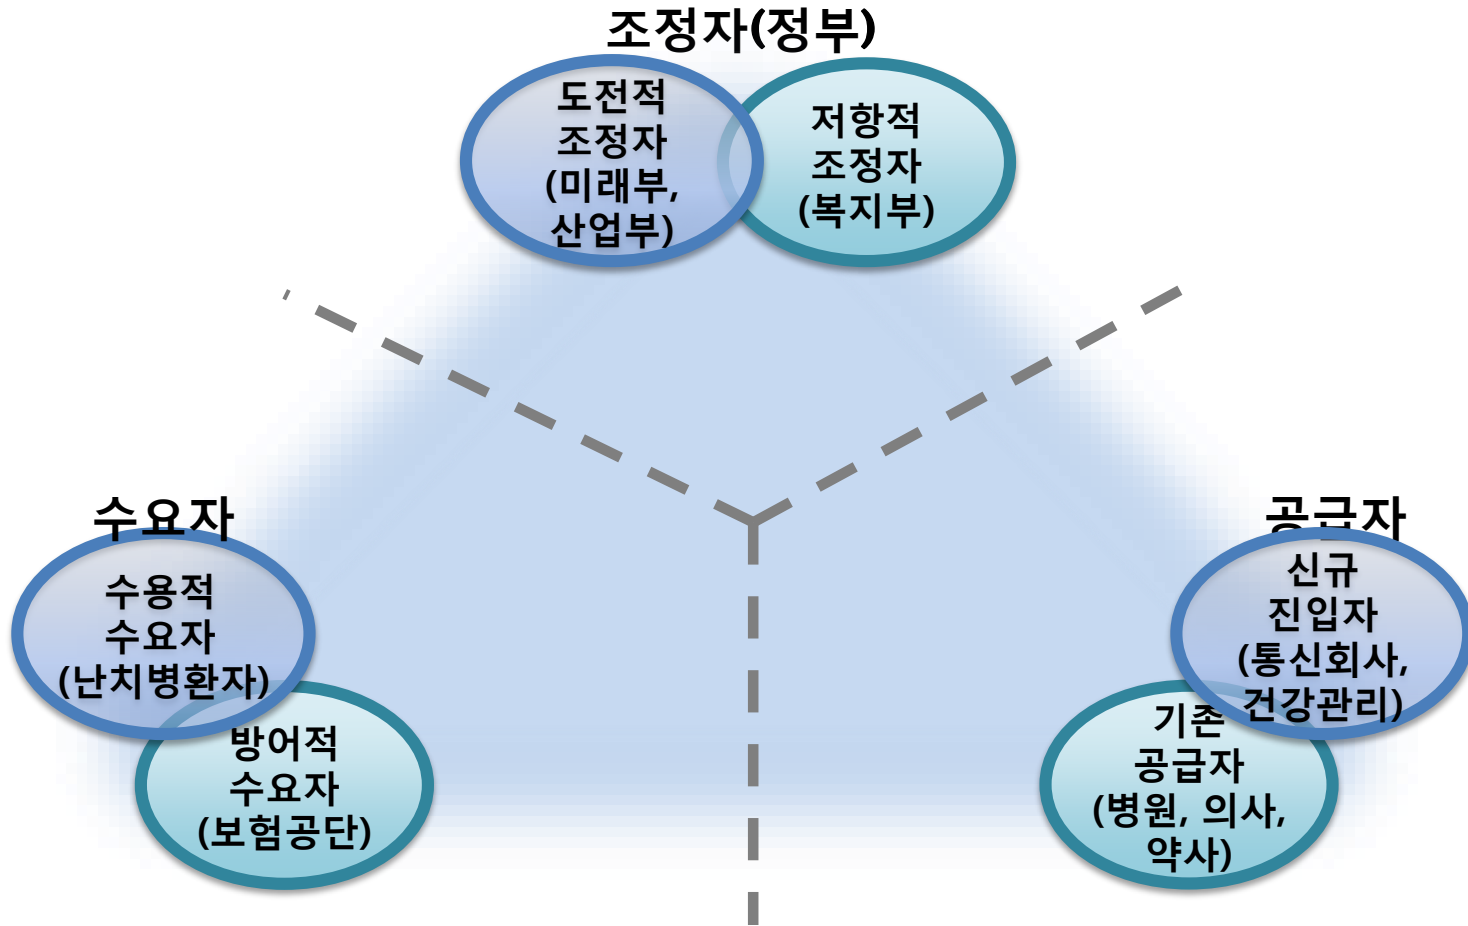 조정자(정부)
도전적
조정자
(미래부,
산업부)
저항적
조정자
(복지부)
수요자
수용적
수요자
(난치병환자)
방어적
수요자
(보험공단)
공급자
신규
진입자
(통신회사,
건강관리)
기존
공급자
(병원, 의사,
약사)